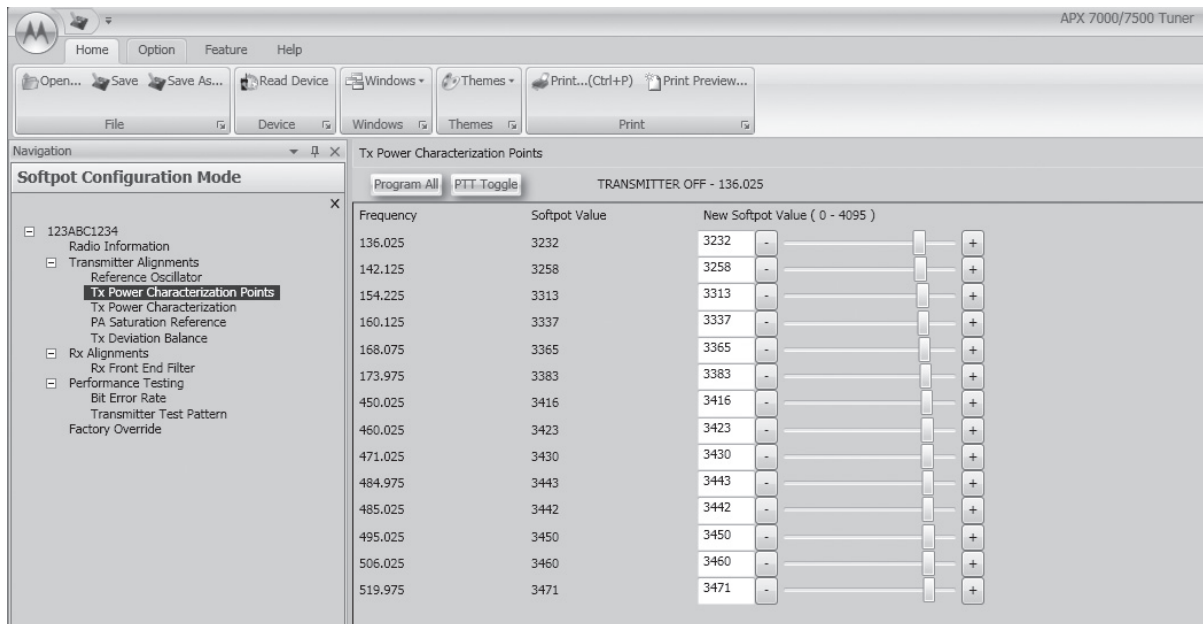 APX 7000/7500 Tuner
Home Option Feature Help
Open... Save Save As... Read Device Windows Themes Print...(Ctrl+P) Print Preview...
File Device Windows Themes Print
Navigation
Softpot Configuration Mode
123ABC1234
Radio Information
Transmitter Alignments
Reference Oscillator
Tx Power Characterization Points
Tx Power Characterization
PA Saturation Reference
Tx Deviation Balance
Rx Alignments
Rx Front End Filter
Performance Testing
Bit Error Rate
Transmitter Test Pattern
Factory Override
Tx Power Characterization Points
Program All PTT Toggle TRANSMITTER OFF - 136.025
Frequency Softpot Value New Softpot Value ( 0 - 4095 )
136.025 3232 3232 - +
142.125 3258 3258 - +
154.225 3313 3313 - +
160.125 3337 3337 - +
168.075 3365 3365 - +
173.975 3383 3383 - +
450.025 3416 3416 - +
460.025 3423 3423 - +
471.025 3430 3430 - +
484.975 3443 3443 - +
485.025 3442 3442 - +
495.025 3450 3450 - +
506.025 3460 3460 - +
519.975 3471 3471 - +